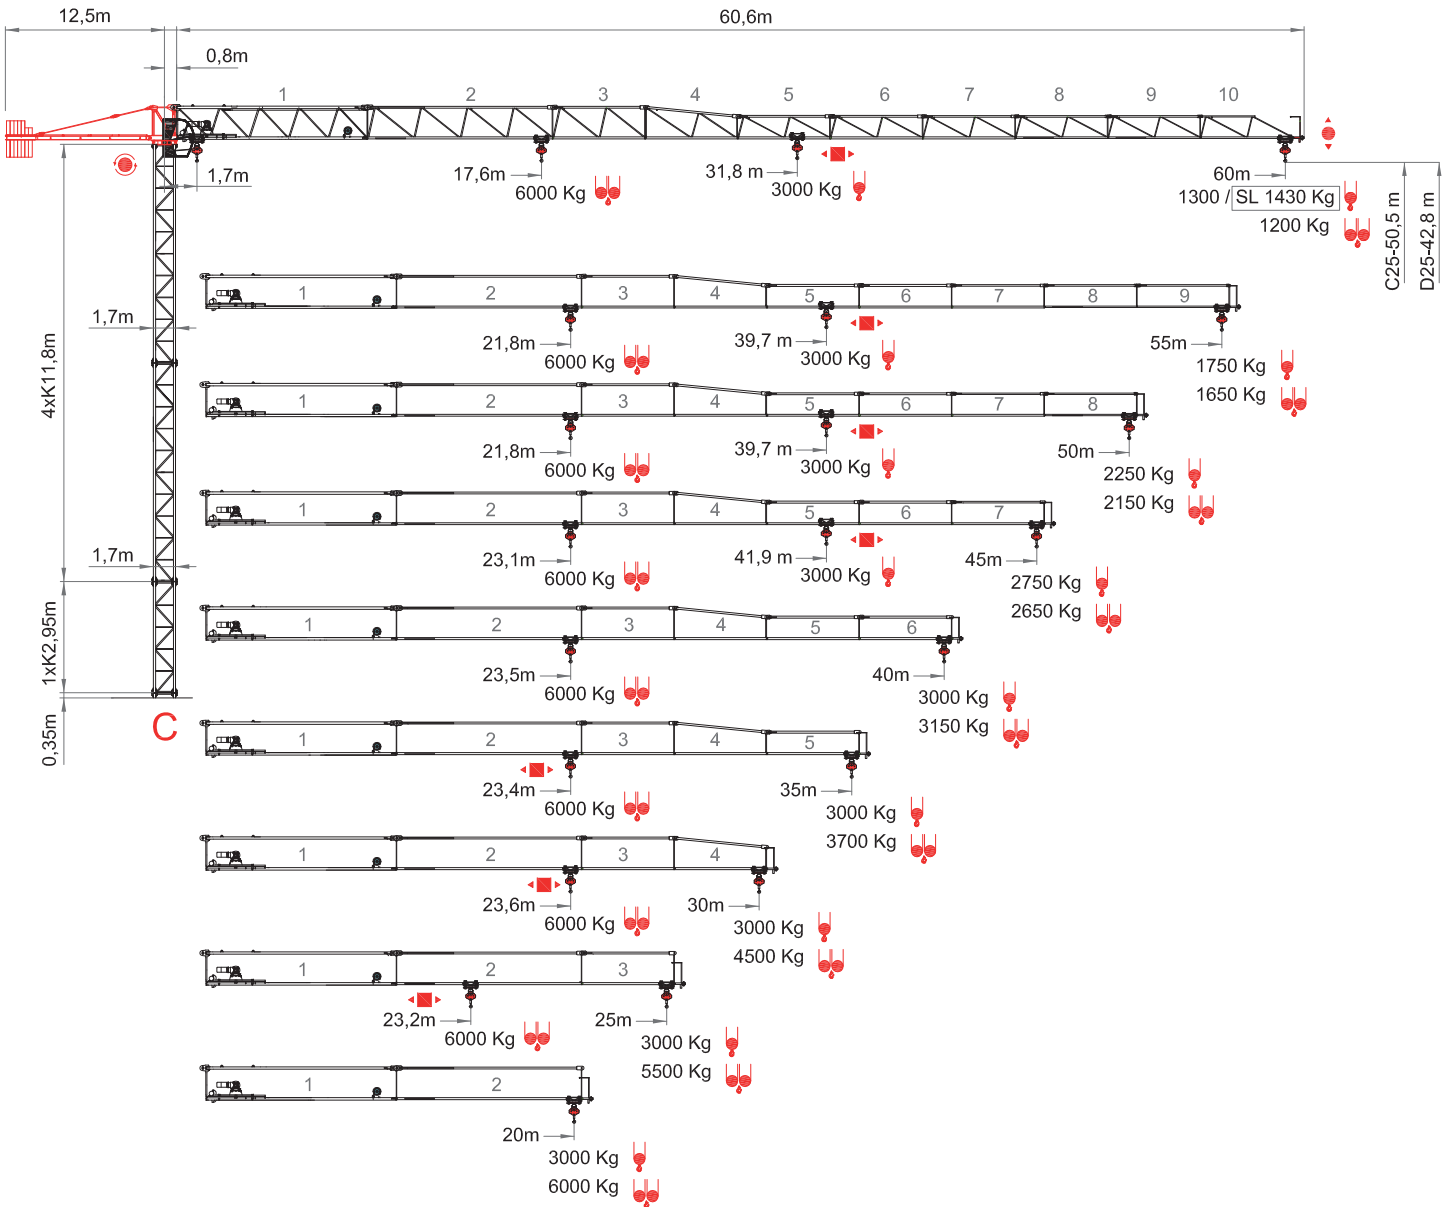 12,5m
60,6m
0,8m
1 2 3 4 5 6 7 8 9 10
1,7m
17,6m
6000 Kg
31,8 m
3000 Kg
60m
1300 / SL 1430 Kg
1200 Kg
C25-50,5 m
D25-42,8 m
4xK11,8m
1,7m
1,7m
1xK2,95m
0,35m
C
1 2 3 4 5 6 7 8 9
21,8m
6000 Kg
39,7 m
3000 Kg
55m
1750 Kg
1650 Kg
1 2 3 4 5 6 7 8
21,8m
6000 Kg
39,7 m
3000 Kg
50m
2250 Kg
2150 Kg
1 2 3 4 5 6 7
23,1m
6000 Kg
41,9 m
3000 Kg
45m
2750 Kg
2650 Kg
1 2 3 4 5 6
23,5m
6000 Kg
40m
3000 Kg
3150 Kg
1 2 3 4 5
23,4m
6000 Kg
35m
3000 Kg
3700 Kg
1 2 3 4
23,6m
6000 Kg
30m
3000 Kg
4500 Kg
1 2 3
23,2m
6000 Kg
25m
3000 Kg
5500 Kg
1 2
20m
3000 Kg
6000 Kg